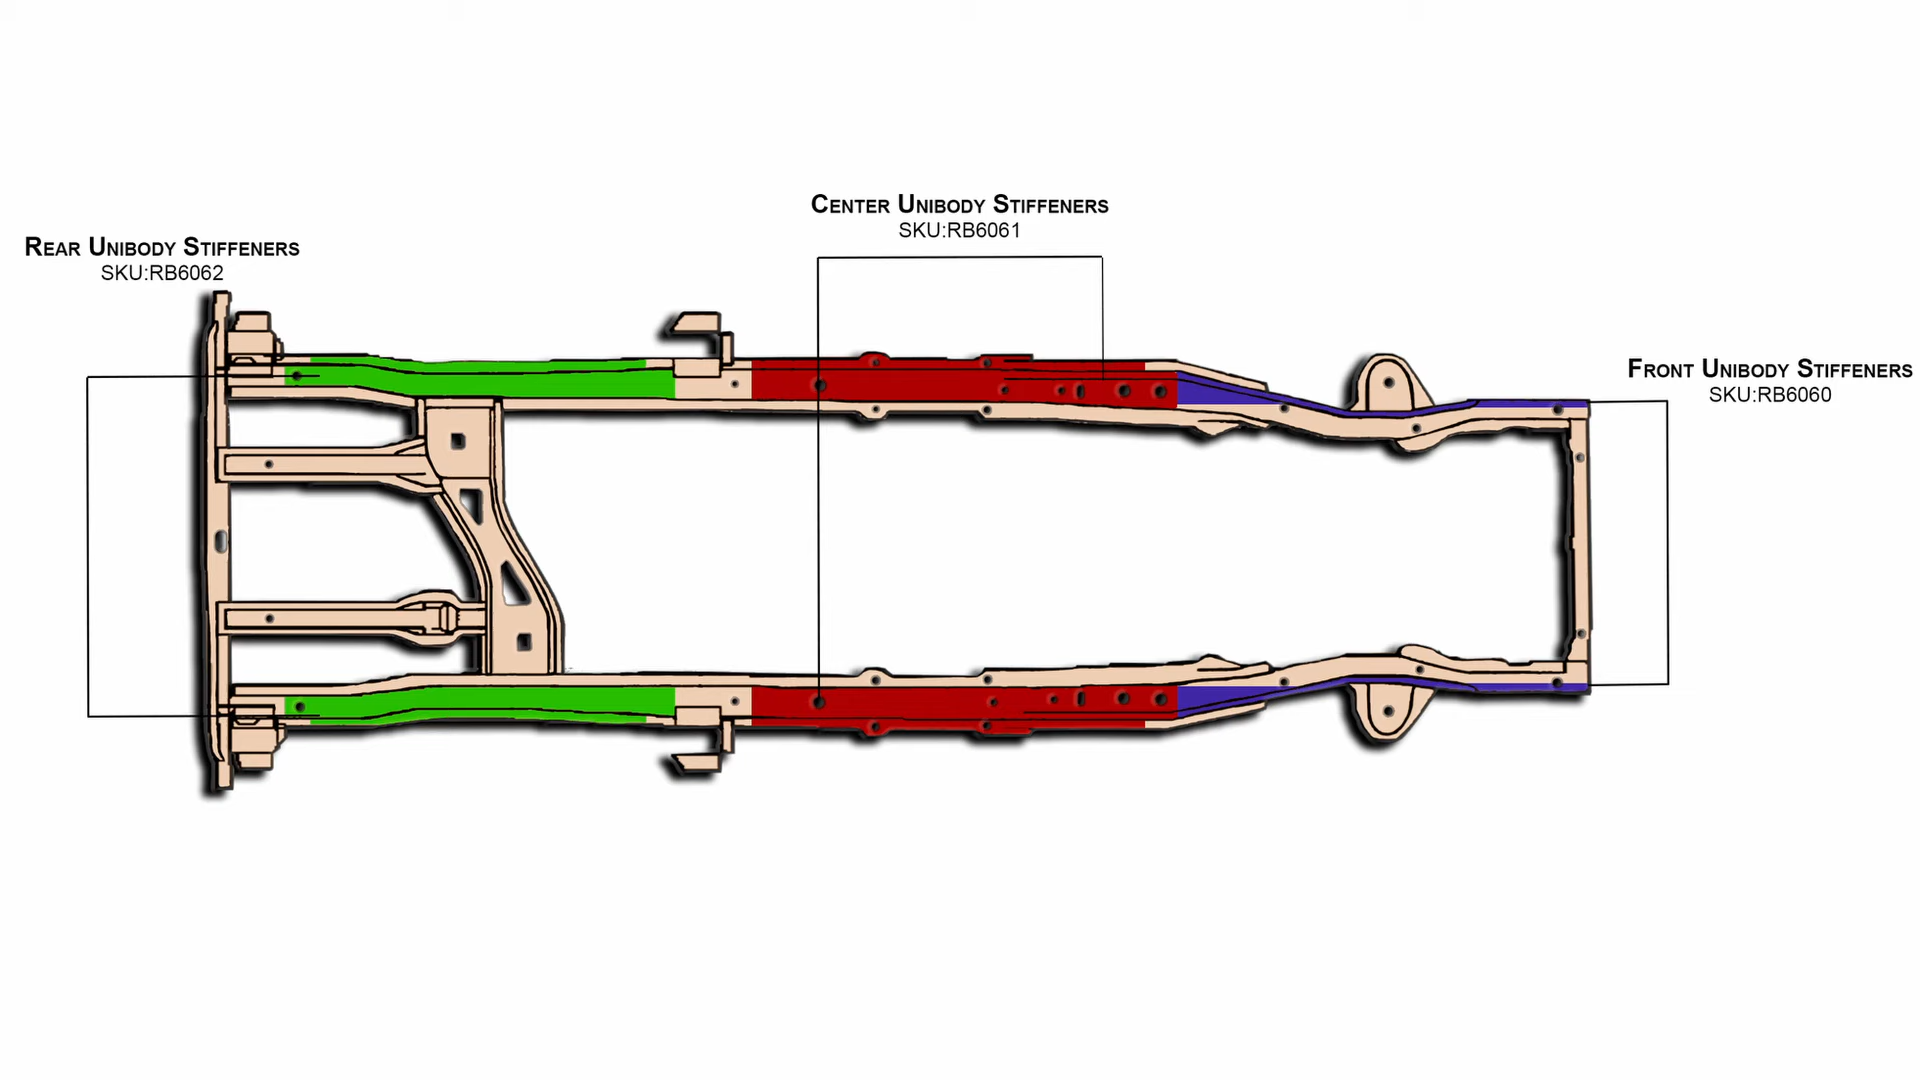 Center Unibody Stiffeners
SKU:RB6061
Rear Unibody Stiffeners
SKU:RB6062
Front Unibody Stiffeners
SKU:RB6060